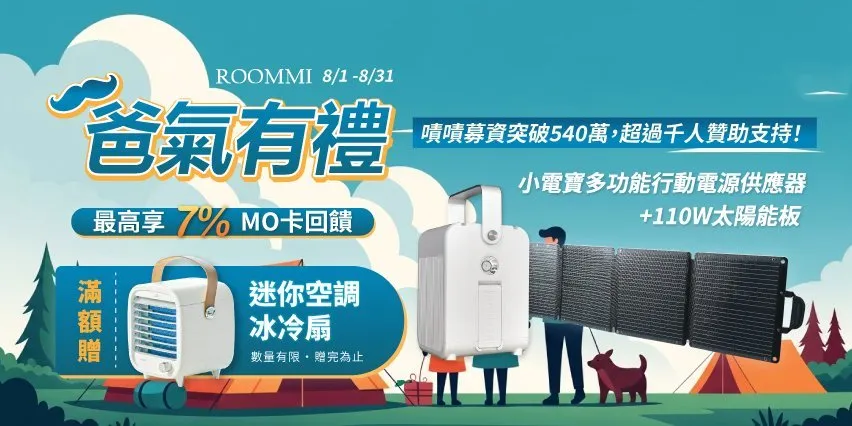 ROOMMI 8/1 -8/31
爸氣有禮
最高享 7% MO卡回饋
滿額贈
迷你空調
冰冷扇
數量有限・贈完為止
嘖嘖募資突破540萬，超過千人贊助支持!
小電寶多功能行動電源供應器
+110W太陽能板